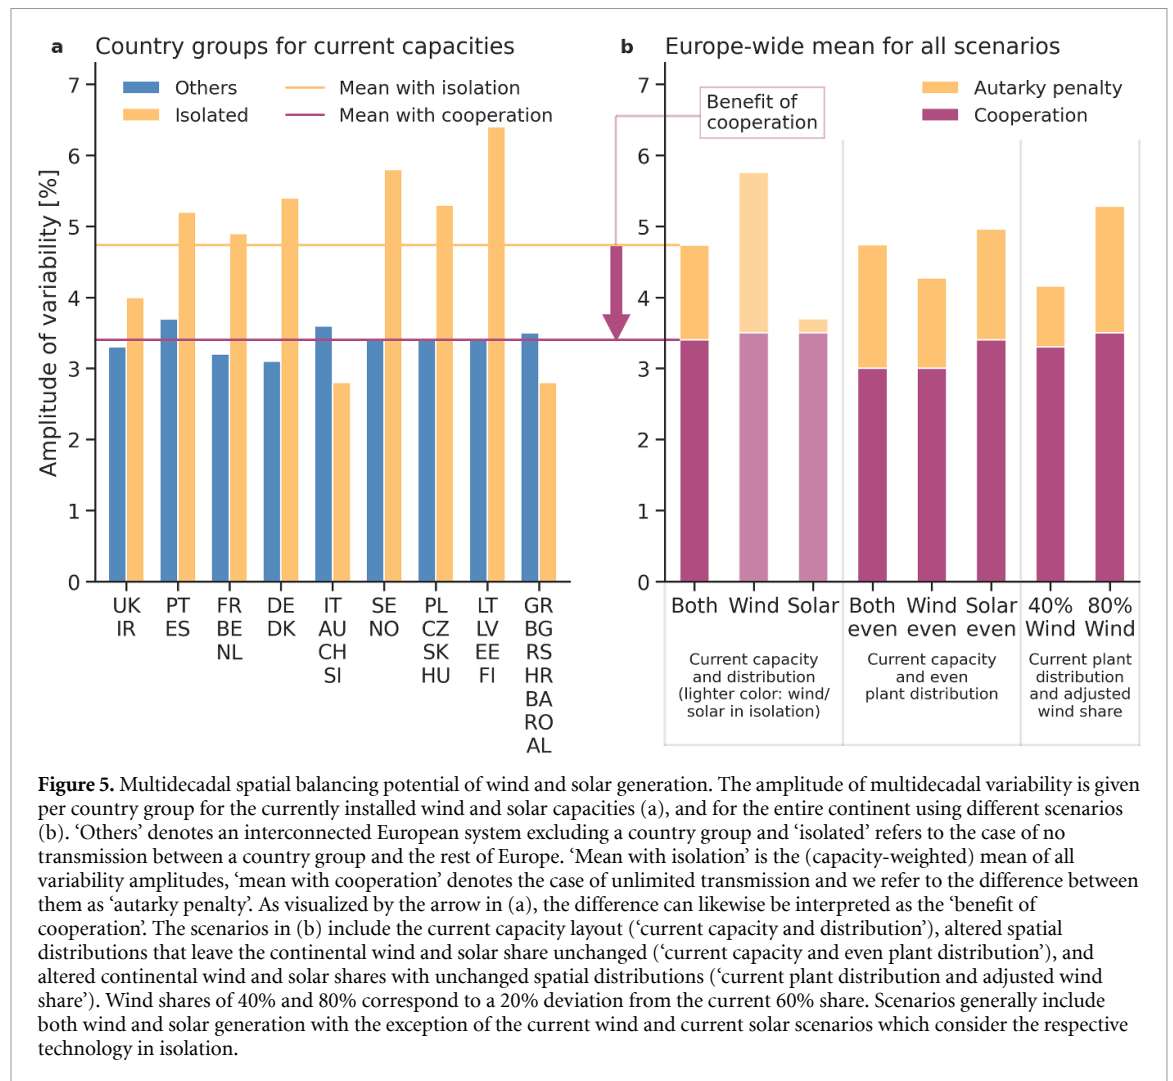 a Country groups for current capacities
Others
Isolated
Mean with isolation
Mean with cooperation
Amplitude of variability [%]
7
6
5
4
3
2
1
0
UK
IR
PT
ES
FR
BE
NL
DE
DK
IT
AU
CH
SI
SE
NO
PL
CZ
SK
HU
LT
LV
EE
FI
GR
BG
RS
HR
BA
RO
AL
b Europe-wide mean for all scenarios
Benefit of
cooperation
Autarky penalty
Cooperation
7
6
5
4
3
2
1
0
Both
Wind
Solar
Both
even
Wind
even
Solar
even
40%
Wind
80%
Wind
Current capacity
and distribution
(lighter color: wind/
solar in isolation)
Current capacity
and even
plant distribution
Current plant
distribution
and adjusted
wind share
Figure 5. Multidecadal spatial balancing potential of wind and solar generation. The amplitude of multidecadal variability is given
per country group for the currently installed wind and solar capacities (a), and for the entire continent using different scenarios
(b). ‘Others’ denotes an interconnected European system excluding a country group and ‘isolated’ refers to the case of no
transmission between a country group and the rest of Europe. ‘Mean with isolation’ is the (capacity-weighted) mean of all
variability amplitudes, ‘mean with cooperation’ denotes the case of unlimited transmission and we refer to the difference between
them as ‘autarky penalty’. As visualized by the arrow in (a), the difference can likewise be interpreted as the ‘benefit of
cooperation’. The scenarios in (b) include the current capacity layout (‘current capacity and distribution’), altered spatial
distributions that leave the continental wind and solar share unchanged (‘current capacity and even plant distribution’), and
altered continental wind and solar shares with unchanged spatial distributions (‘current plant distribution and adjusted wind
share’). Wind shares of 40% and 80% correspond to a 20% deviation from the current 60% share. Scenarios generally include
both wind and solar generation with the exception of the current wind and current solar scenarios which consider the respective
technology in isolation.